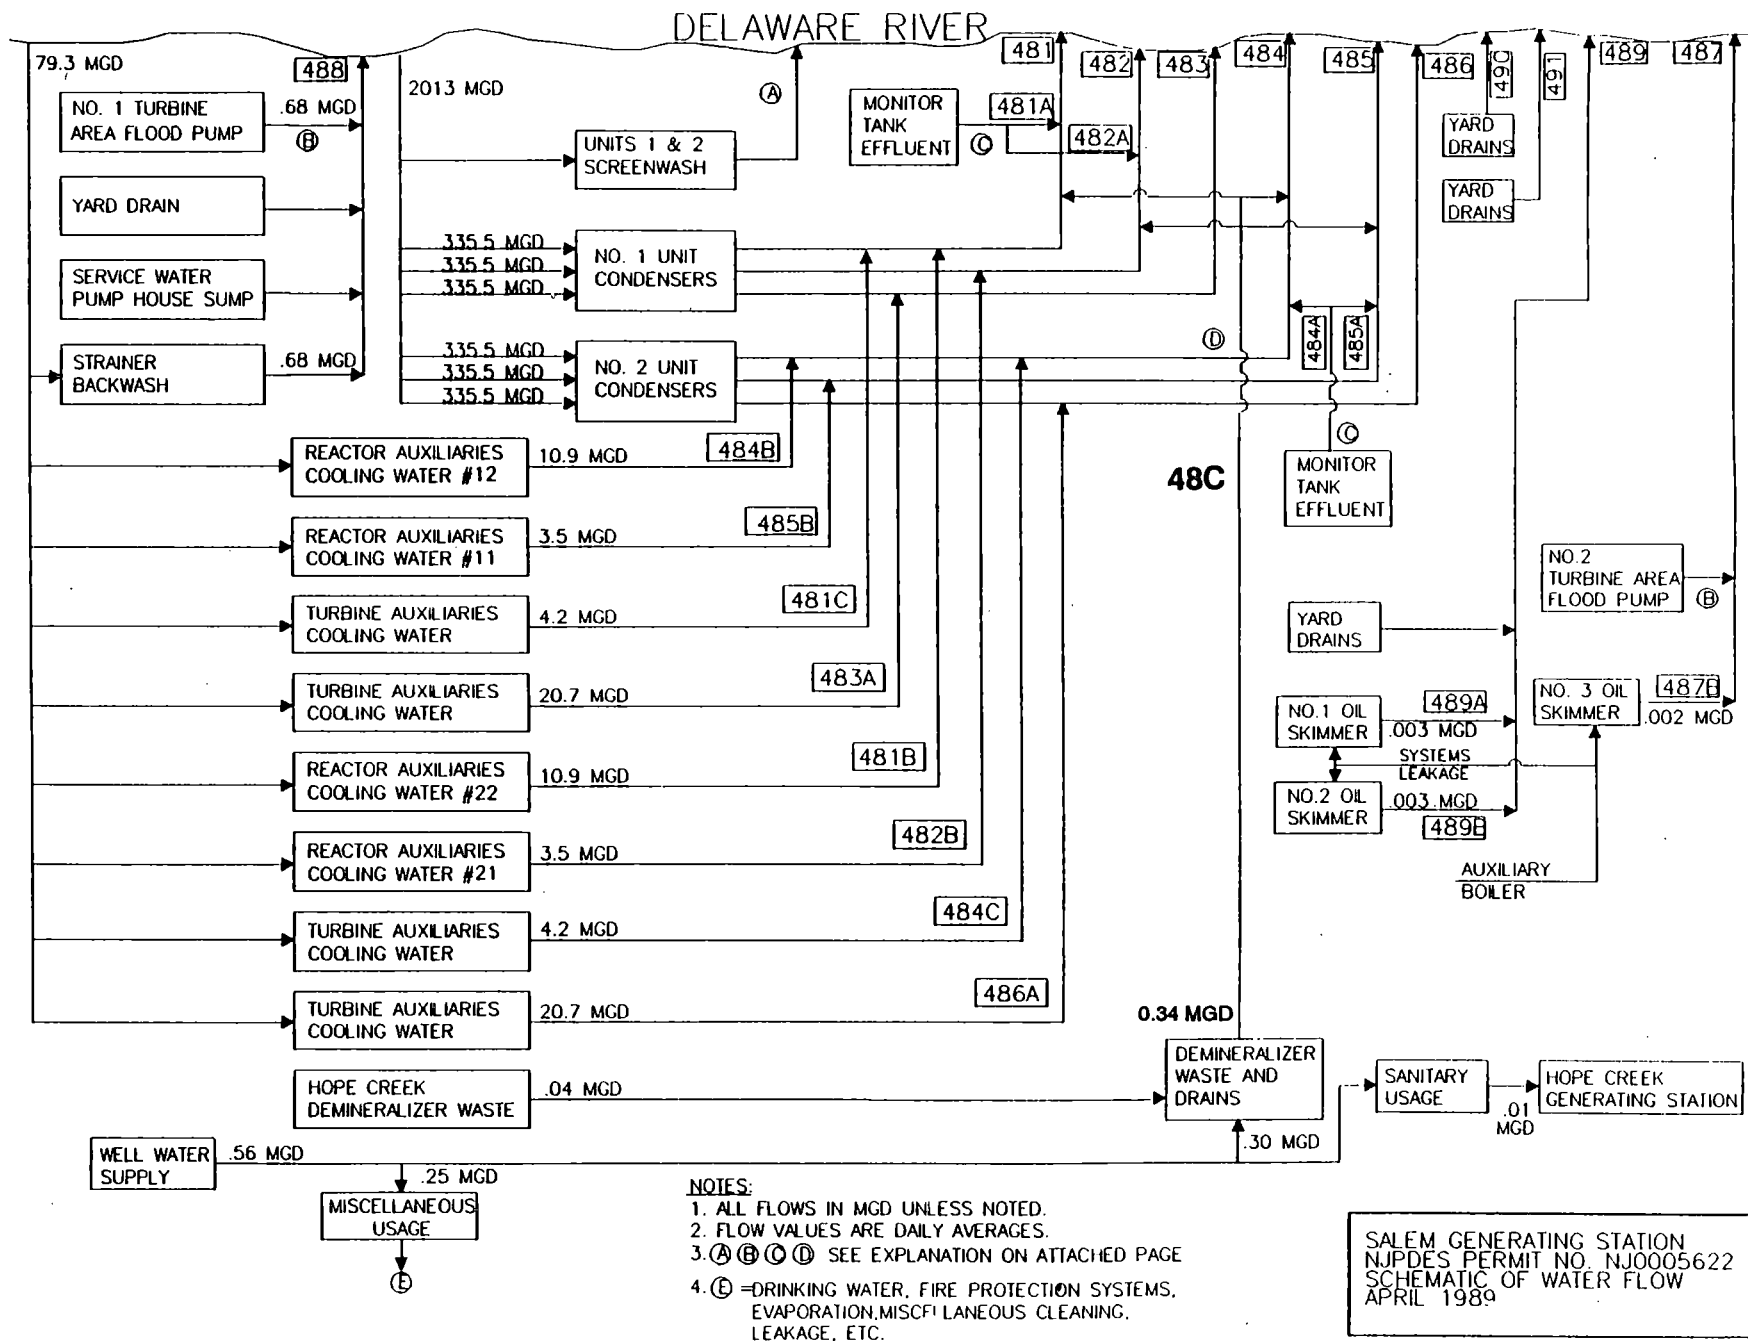 DELAWARE RIVER
79.3 MGD
488
2013 MGD
Ⓐ
481
482
483
484
485
486
490
491
489
487
NO. 1 TURBINE
AREA FLOOD PUMP
.68 MGD
Ⓑ
YARD DRAIN
SERVICE WATER
PUMP HOUSE SUMP
STRAINER
BACKWASH
.68 MGD
UNITS 1 & 2
SCREENWASH
MONITOR
TANK
EFFLUENT
481A
Ⓒ
482A
YARD
DRAINS
YARD
DRAINS
335.5 MGD
335.5 MGD
335.5 MGD
NO. 1 UNIT
CONDENSERS
335.5 MGD
335.5 MGD
335.5 MGD
NO. 2 UNIT
CONDENSERS
Ⓓ
484A
485A
Ⓒ
MONITOR
TANK
EFFLUENT
48C
REACTOR AUXILIARIES
COOLING WATER #12
10.9 MGD
484B
REACTOR AUXILIARIES
COOLING WATER #11
3.5 MGD
485B
TURBINE AUXILIARIES
COOLING WATER
4.2 MGD
481C
TURBINE AUXILIARIES
COOLING WATER
20.7 MGD
483A
REACTOR AUXILIARIES
COOLING WATER #22
10.9 MGD
481B
REACTOR AUXILIARIES
COOLING WATER #21
3.5 MGD
482B
TURBINE AUXILIARIES
COOLING WATER
4.2 MGD
484C
TURBINE AUXILIARIES
COOLING WATER
20.7 MGD
486A
NO.2
TURBINE AREA
FLOOD PUMP
Ⓑ
YARD
DRAINS
NO.1 OIL
SKIMMER
489A
.003 MGD
SYSTEMS
LEAKAGE
NO.2 OIL
SKIMMER
.003 MGD
489B
NO. 3 OIL
SKIMMER
487B
.002 MGD
AUXILIARY
BOILER
0.34 MGD
HOPE CREEK
DEMINERALIZER WASTE
.04 MGD
DEMINERALIZER
WASTE AND
DRAINS
SANITARY
USAGE
.01
MGD
HOPE CREEK
GENERATING STATION
WELL WATER
SUPPLY
.56 MGD
.30 MGD
.25 MGD
MISCELLANEOUS
USAGE
Ⓔ
NOTES:
1. ALL FLOWS IN MGD UNLESS NOTED.
2. FLOW VALUES ARE DAILY AVERAGES.
3. Ⓐ Ⓑ Ⓒ Ⓓ SEE EXPLANATION ON ATTACHED PAGE
4. Ⓔ =DRINKING WATER, FIRE PROTECTION SYSTEMS,
EVAPORATION,MISCELLANEOUS CLEANING,
LEAKAGE, ETC.
SALEM GENERATING STATION
NJPDES PERMIT NO. NJ0005622
SCHEMATIC OF WATER FLOW
APRIL 1989